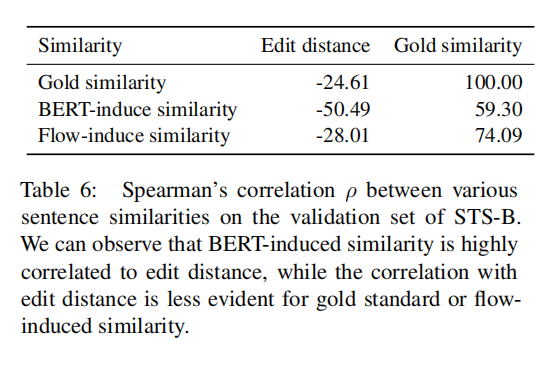 Similarity Edit distance Gold similarity
Gold similarity -24.61 100.00
BERT-induce similarity -50.49 59.30
Flow-induce similarity -28.01 74.09
Table 6: Spearman's correlation ρ between various
sentence similarities on the validation set of STS-B.
We can observe that BERT-induced similarity is highly
correlated to edit distance, while the correlation with
edit distance is less evident for gold standard or flow-
induced similarity.